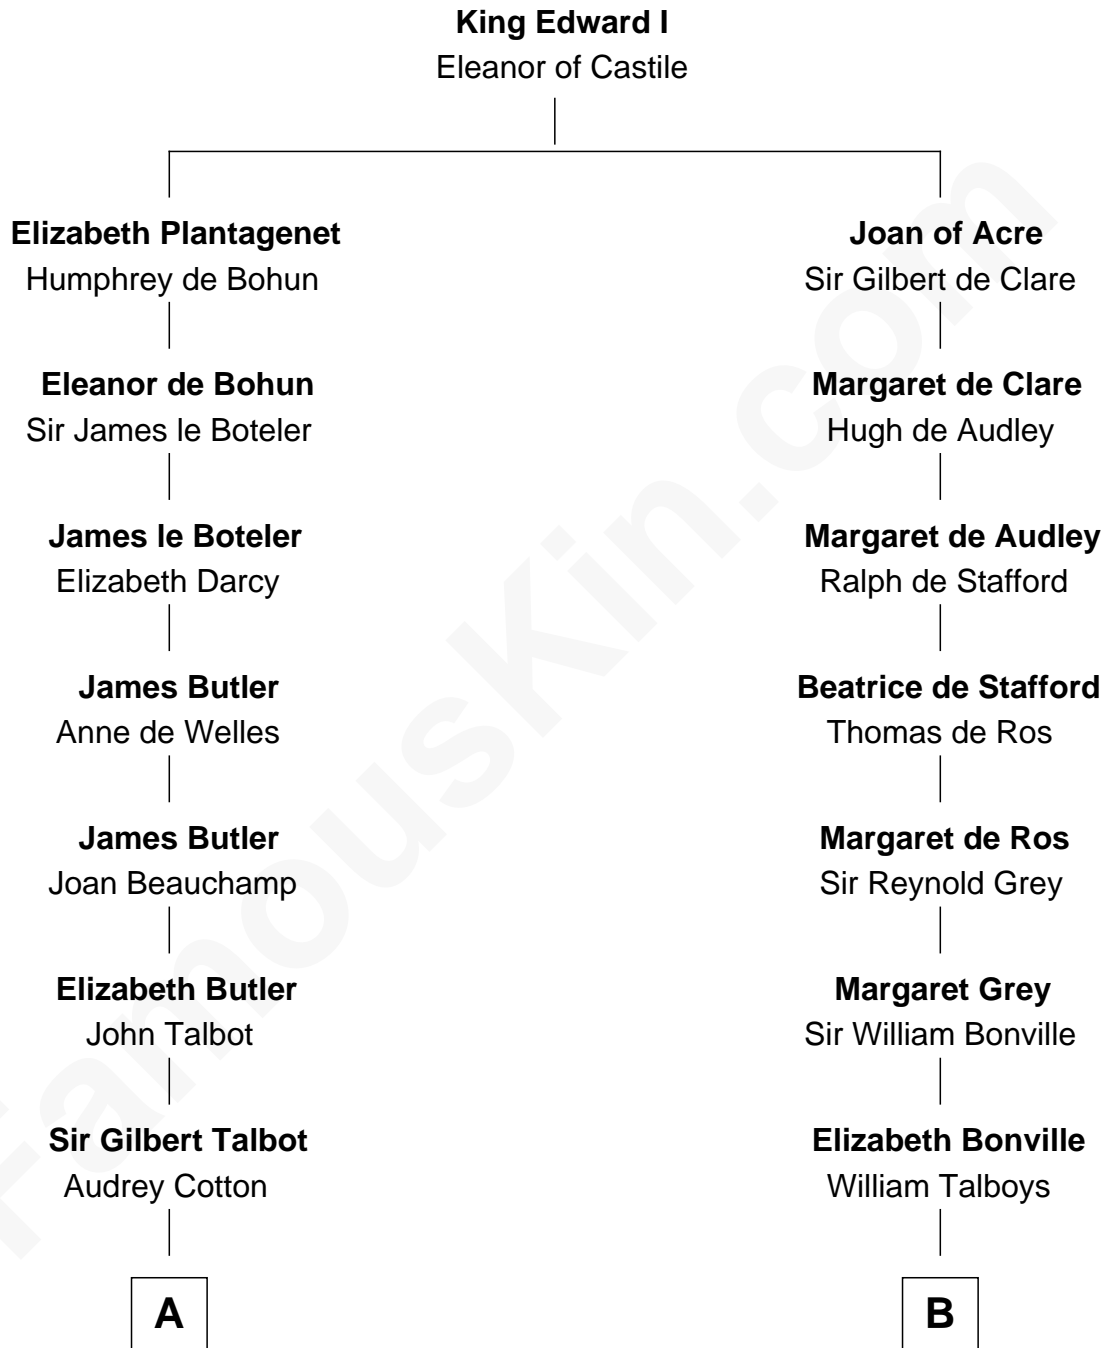 King Edward I
Eleanor of Castile
Elizabeth Plantagenet
Humphrey de Bohun
Joan of Acre
Sir Gilbert de Clare
Eleanor de Bohun
Sir James le Boteler
Margaret de Clare
Hugh de Audley
James le Boteler
Elizabeth Darcy
Margaret de Audley
Ralph de Stafford
James Butler
Anne de Welles
Beatrice de Stafford
Thomas de Ros
James Butler
Joan Beauchamp
Margaret de Ros
Sir Reynold Grey
Elizabeth Butler
John Talbot
Margaret Grey
Sir William Bonville
Sir Gilbert Talbot
Audrey Cotton
Elizabeth Bonville
William Talboys
A
B
FamousKin.com